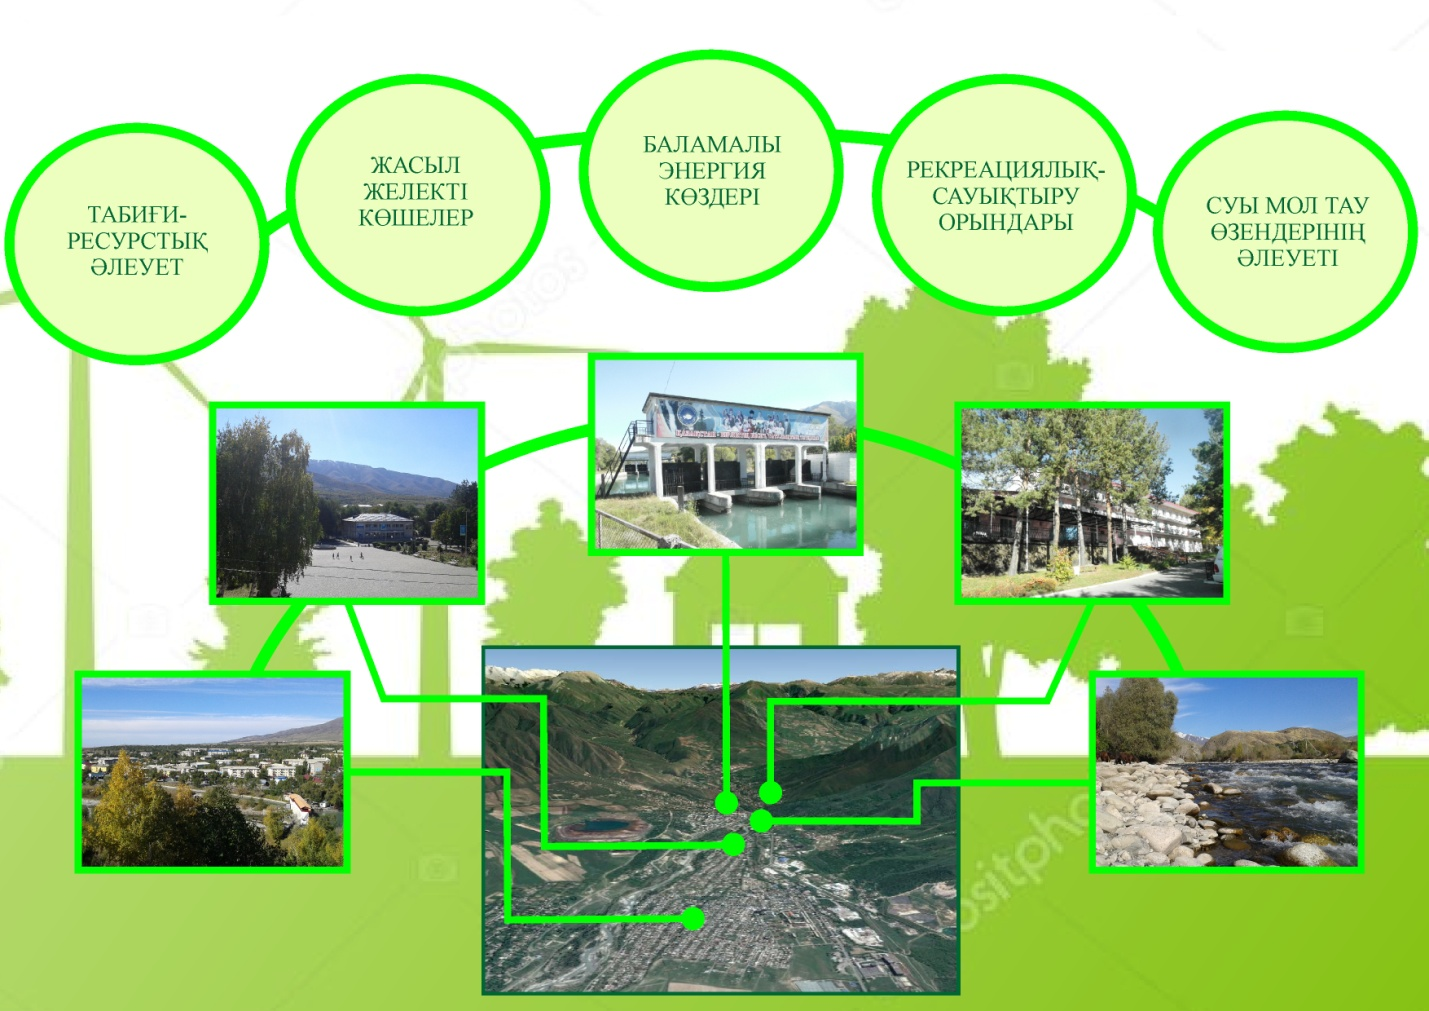 ТАБИҒИ-
РЕСУРСТЫҚ
ӘЛЕУЕТ
ЖАСЫЛ
ЖЕЛЕКТІ
КӨШЕЛЕР
БАЛАМАЛЫ
ЭНЕРГИЯ
КӨЗДЕРІ
РЕКРЕАЦИЯЛЫҚ-
САУЫҚТЫРУ
ОРЫНДАРЫ
СУЫ МОЛ ТАУ
ӨЗЕНДЕРІНІҢ
ӘЛЕУЕТІ